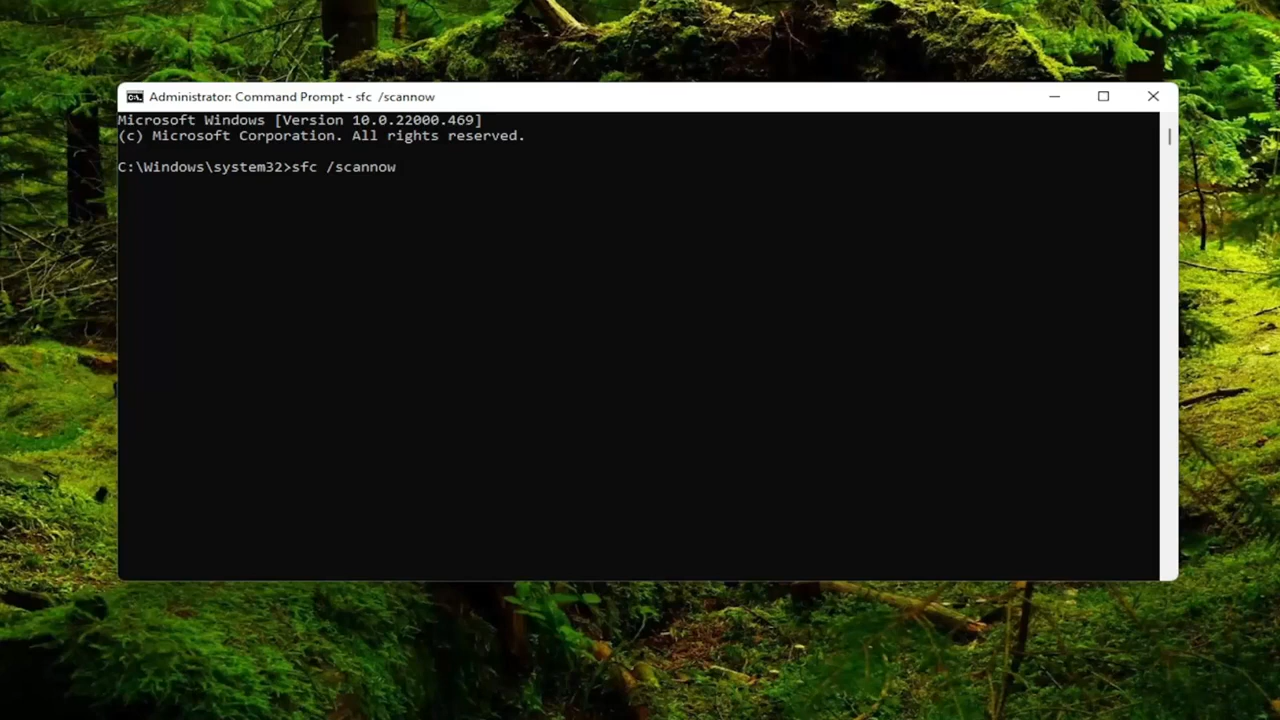 Administrator: Command Prompt - sfc /scannow
Microsoft Windows [Version 10.0.22000.469]
(c) Microsoft Corporation. All rights reserved.
C:\Windows\system32>sfc /scannow